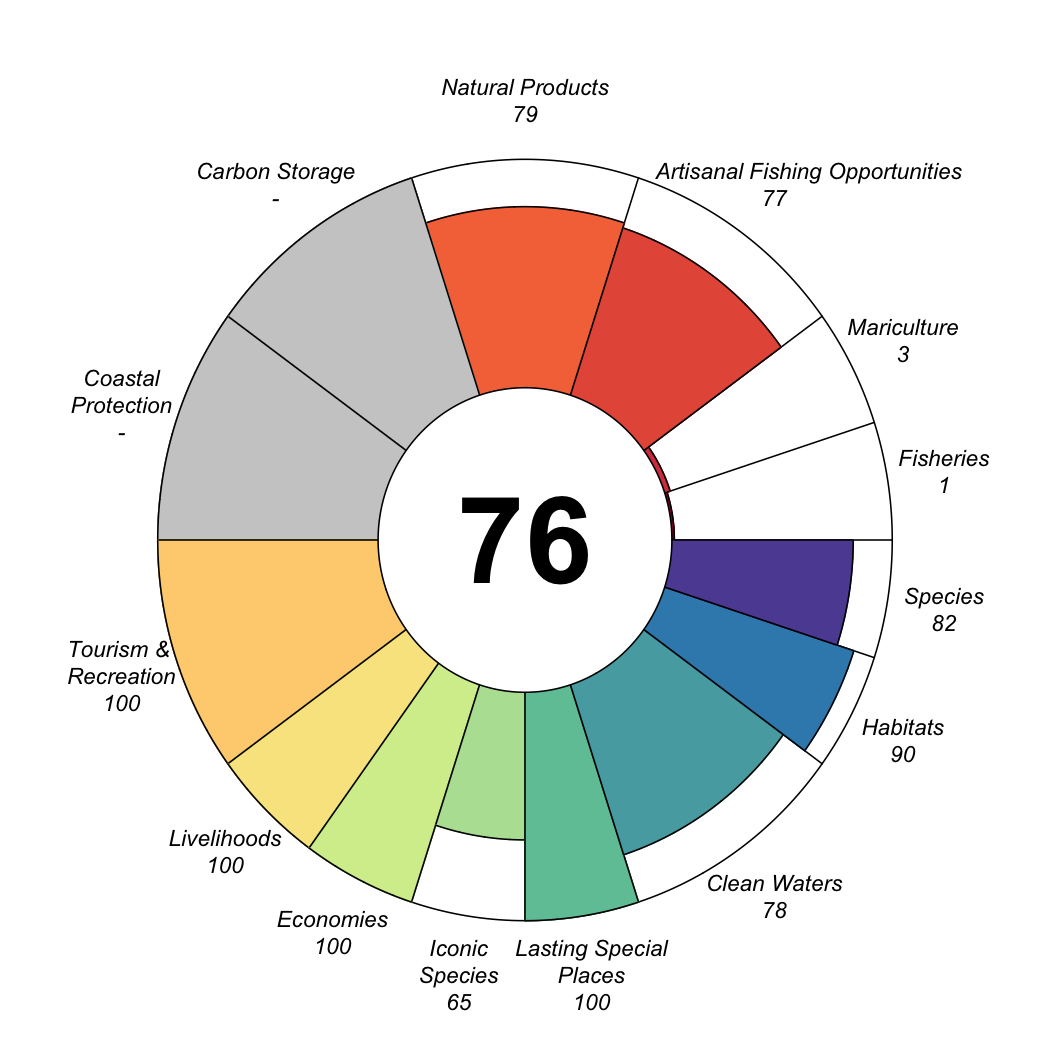 Natural Products
79
Artisanal Fishing Opportunities
77
Carbon Storage
-
Mariculture
3
Coastal
Protection
-
Fisheries
1
76
Species
82
Tourism &
Recreation
100
Habitats
90
Livelihoods
100
Clean Waters
78
Economies
100
Iconic
Species
65
Lasting Special
Places
100